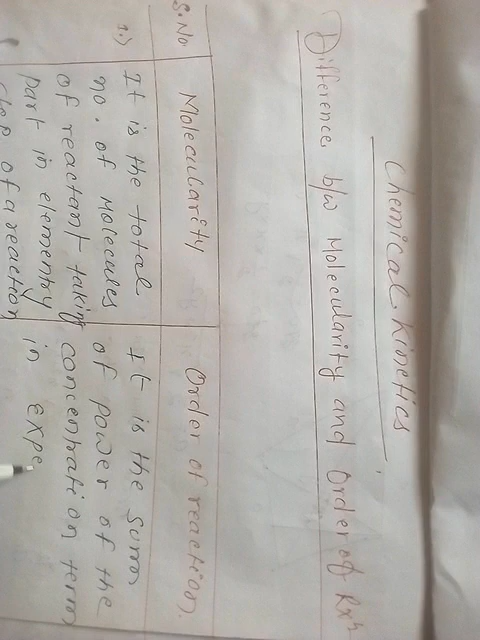 Chemical Kinetics
Difference b/w Molecularity and Order of Rxⁿ
S.No
Molecularity
Order of reaction.
1.)
It is the total
no. of Molecules
of reactant taking
part in elementry
step of a reaction
It is the sum
of power of the
concentration term
in expe